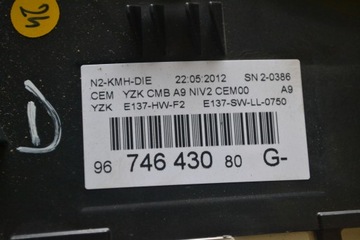 N2-KMH-DIE 22:05:2012 SN 2-0386
CEM YZK CMB A9 NIV2 CEM00 A9
YZK E137-HW-F2 E137-SW-LL-0750
96 746 430 80 G-